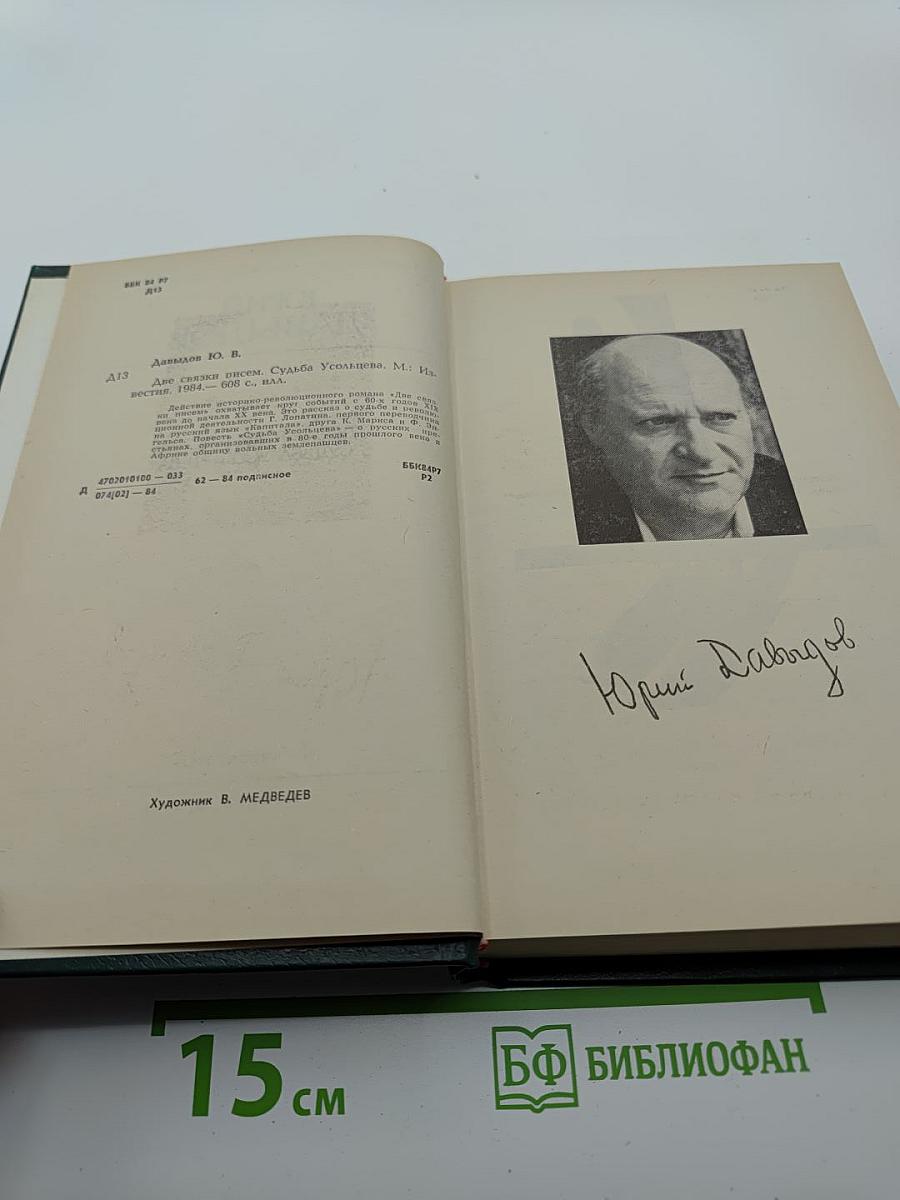 ББК 84 Р7
Д13
Давыдов Ю. В.
Д13 Две связки писем. Судьба Усольцева. М.: Из-
вестия, 1984.— 608 с., илл.
Действие историко-революционного романа «Две связ-
ки писем» охватывает круг событий с 60-х годов XIX
века до начала XX века. Это рассказ о судьбе и револю-
ционной деятельности Г. Лопатина, первого переводчика
на русский язык «Капитала», друга К. Маркса и Ф. Эн-
гельса. Повесть «Судьба Усольцева» — о русских кре-
стьянах, организовавших в 80-е годы прошлого века в
Африке общину вольных землепашцев.
Д 4702010100 — 033
074[02] — 84
62 — 84 подписное
ББК84Р7
Р2
Художник В. МЕДВЕДЕВ
Юрий Давыдов
15 см
БФ БИБЛИОФАН